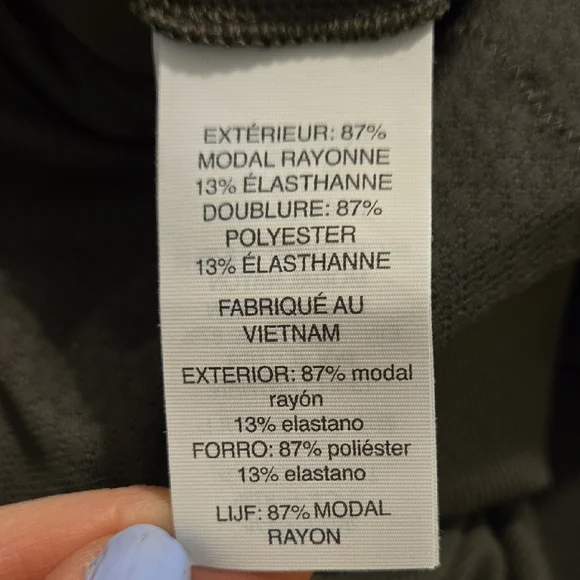 EXTÉRIEUR: 87%
MODAL RAYONNE
13% ÉLASTHANNE
DOUBLURE: 87%
POLYESTER
13% ÉLASTHANNE
FABRIQUÉ AU
VIETNAM
EXTERIOR: 87% modal
rayón
13% elastano
FORRO: 87% poliéster
13% elastano
LIJF: 87% MODAL
RAYON